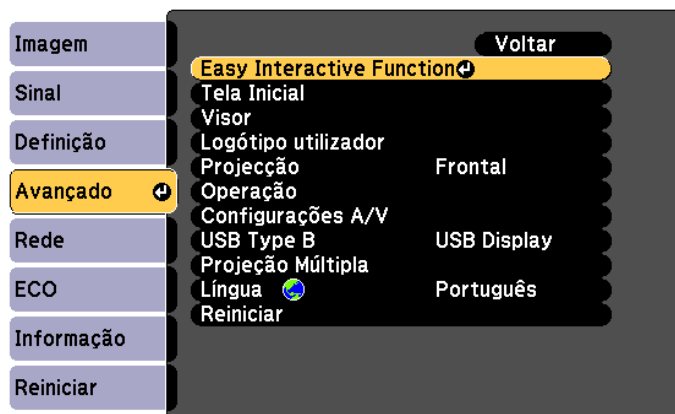 Imagem
Sinal
Definição
Avançado
Rede
ECO
Informação
Reiniciar
Voltar
Easy Interactive Function
Tela Inicial
Visor
Logótipo utilizador
Projecção Frontal
Operação
Configurações A/V
USB Type B USB Display
Projeção Múltipla
Língua Português
Reiniciar